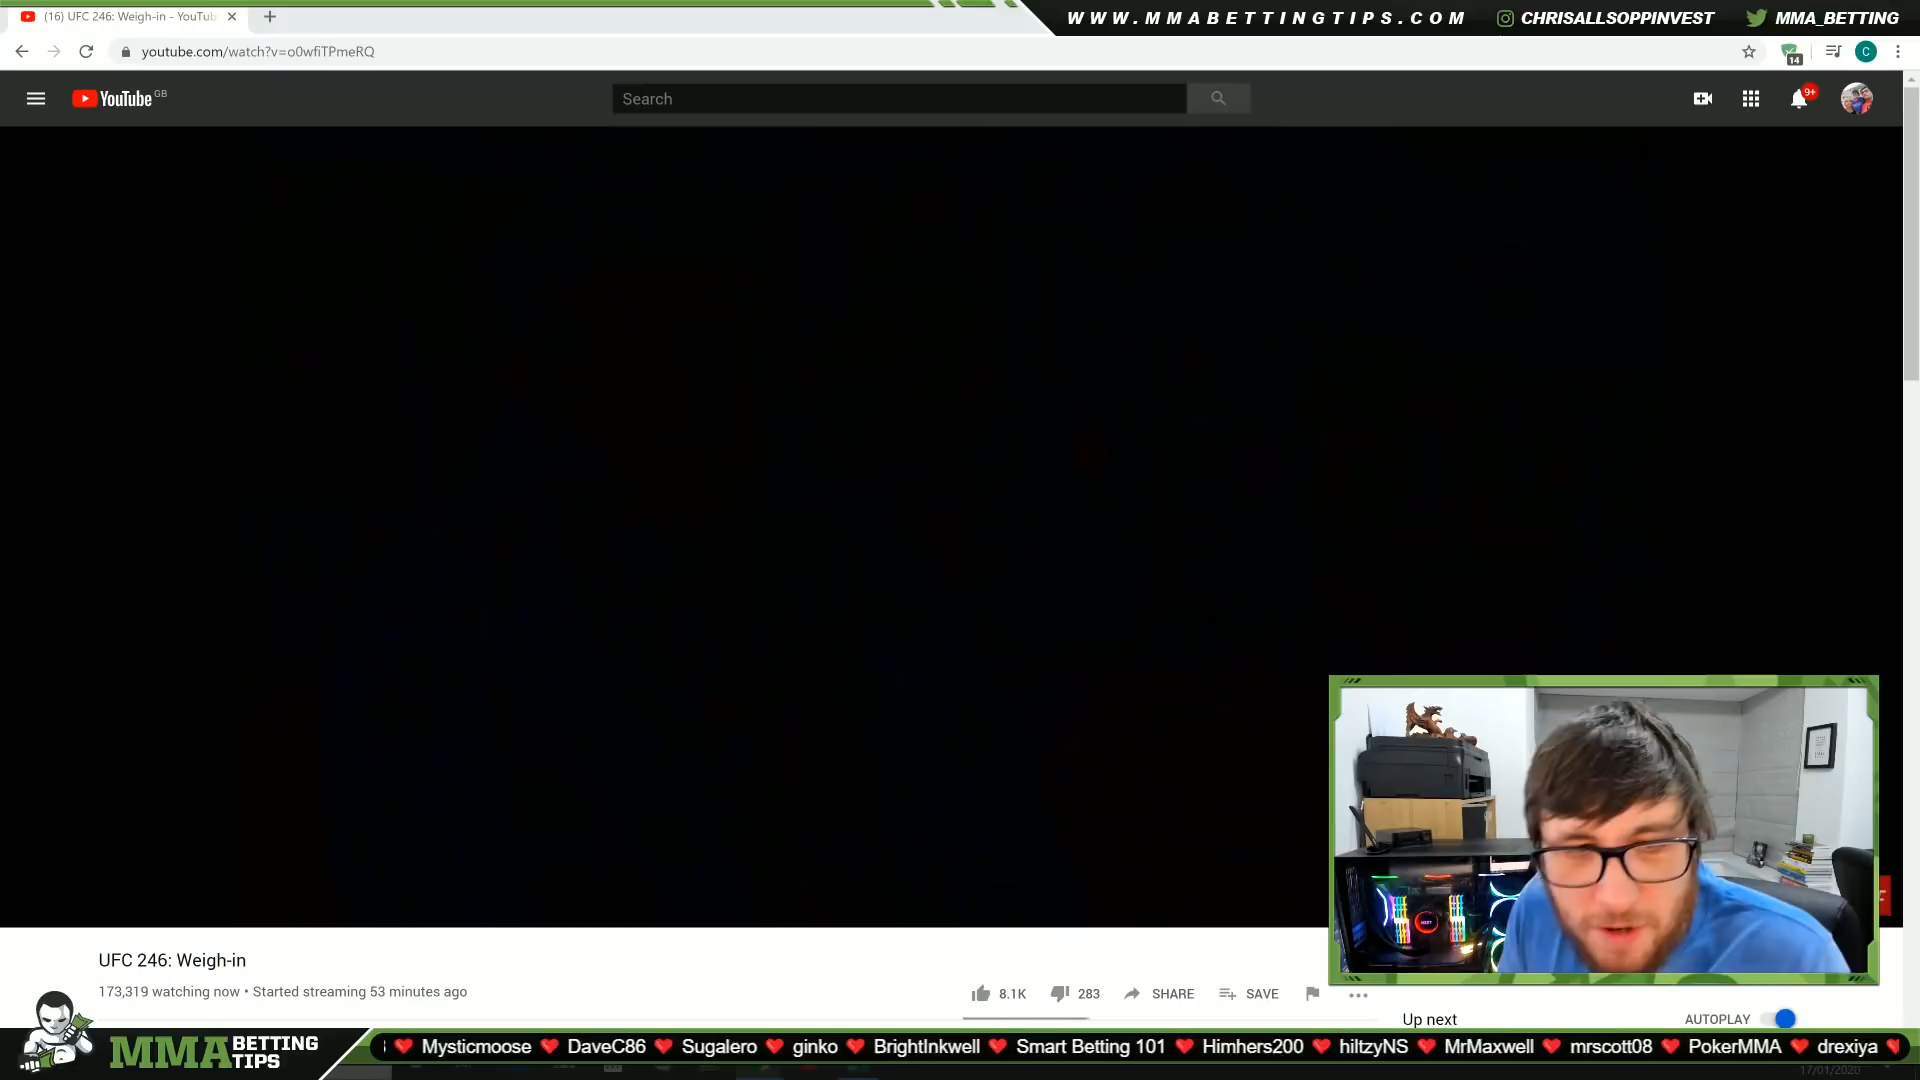 (16) UFC 246: Weigh-in - YouTub
WWW.MMABETTINGTIPS.COM
CHRISALLSOPPINVEST
MMA_BETTING
youtube.com/watch?v=o0wfiTPmeRQ
14
C
YouTube GB
Search
9+
UFC 246: Weigh-in
173,319 watching now • Started streaming 53 minutes ago
8.1K
283
SHARE
SAVE
Up next
AUTOPLAY
MMA BETTING TIPS
Mysticmoose ❤ DaveC86 ❤ Sugalero ❤ ginko ❤ BrightInkwell ❤ Smart Betting 101 ❤ Himhers200 ❤ hiltzyNS ❤ MrMaxwell ❤ mrscott08 ❤ PokerMMA ❤ drexiya
17/01/2020